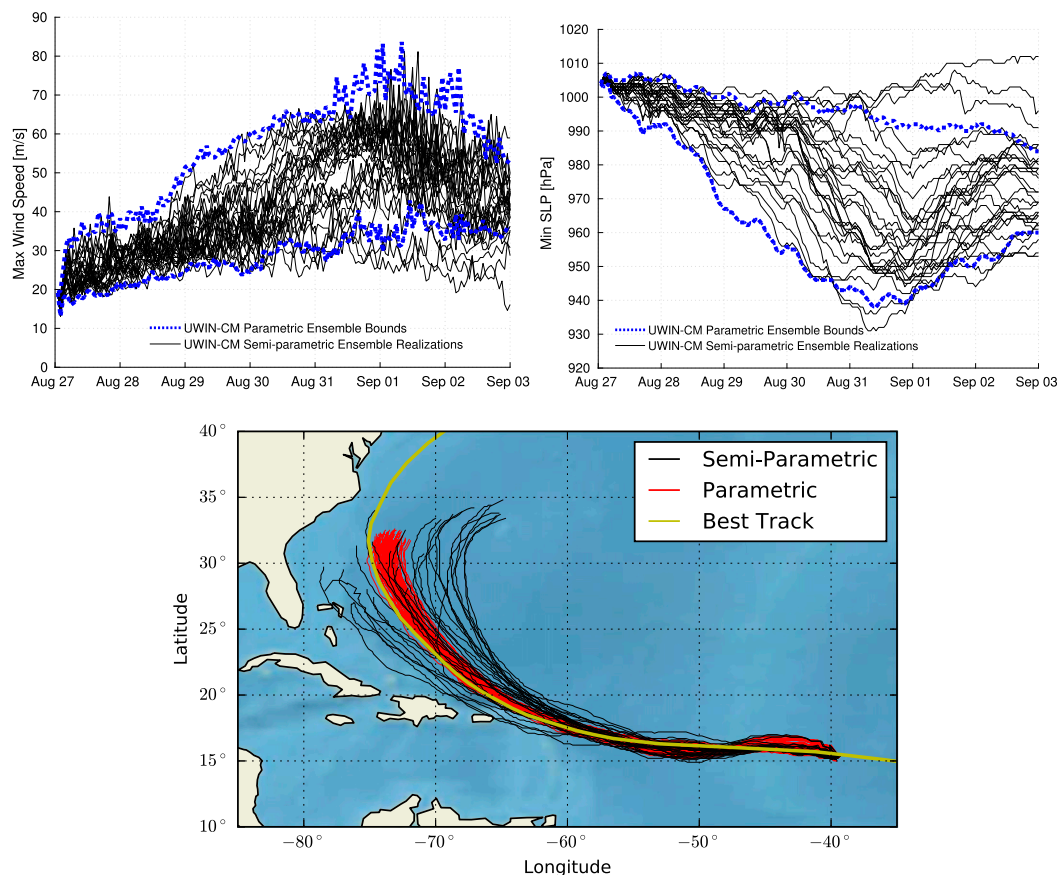 90
80
70
60
50
40
30
20
10
0
Max Wind Speed [m/s]
UWIN-CM Parametric Ensemble Bounds
UWIN-CM Semi-parametric Ensemble Realizations
Aug 27 Aug 28 Aug 29 Aug 30 Aug 31 Sep 01 Sep 02 Sep 03
1020
1010
1000
990
980
970
960
950
940
930
920
Min SLP [hPa]
UWIN-CM Parametric Ensemble Bounds
UWIN-CM Semi-parametric Ensemble Realizations
Aug 27 Aug 28 Aug 29 Aug 30 Aug 31 Sep 01 Sep 02 Sep 03
40°
35°
30°
25°
20°
15°
10°
Latitude
Semi-Parametric
Parametric
Best Track
−80° −70° −60° −50° −40°
Longitude